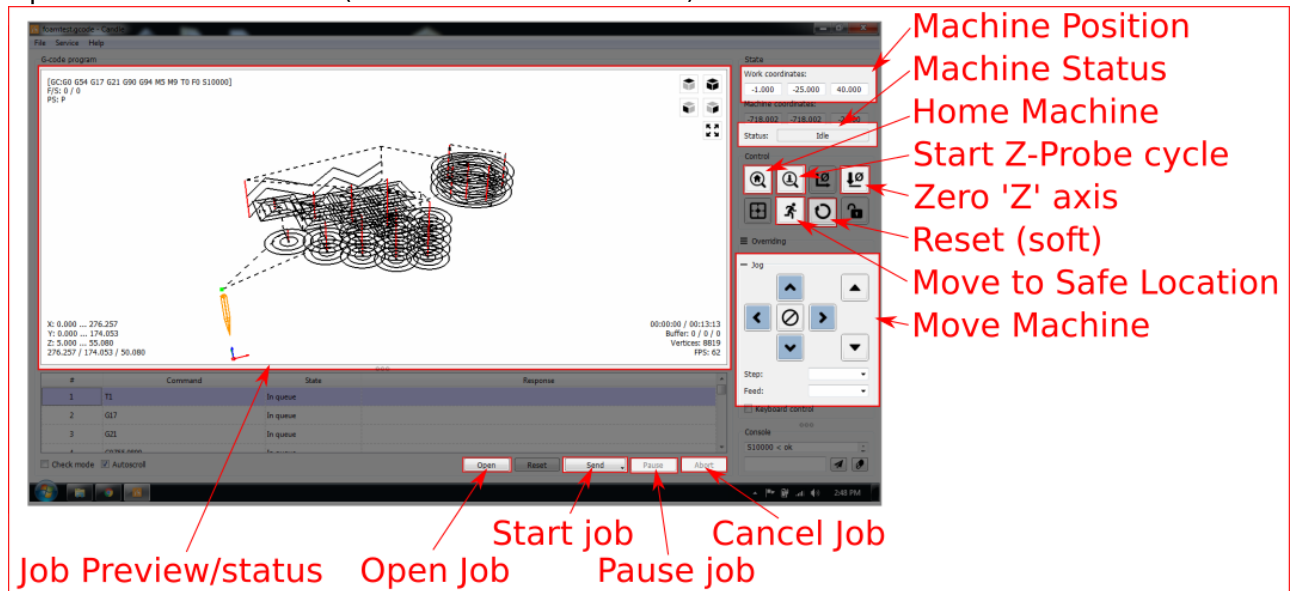 foamtest.gcode - Candle
File Service Help
G-code program
[GC:G0 G54 G17 G21 G90 G94 M5 M9 T0 F0 S10000]
F/S: 0 / 0
PS: P
X: 0.000 ... 276.257
Y: 0.000 ... 174.053
Z: 5.000 ... 55.080
276.257 / 174.053 / 50.080
00:00:00 / 00:13:13
Buffer: 0 / 0 / 0
Vertices: 8819
FPS: 62
# Command State Response
1 T1 In queue
2 G17 In queue
3 G21 In queue
Check mode Autoscroll
Open Reset Send Pause Abort
State
Work coordinates:
-1.000 -25.000 40.000
Machine coordinates:
-718.002 -718.002
Status: Idle
Control
Overriding
Jog
Step:
Feed:
Keyboard control
Console
S10000 < ok
2:48 PM
Machine Position
Machine Status
Home Machine
Start Z-Probe cycle
Zero 'Z' axis
Reset (soft)
Move to Safe Location
Move Machine
Start job
Cancel Job
Job Preview/status
Open Job
Pause job